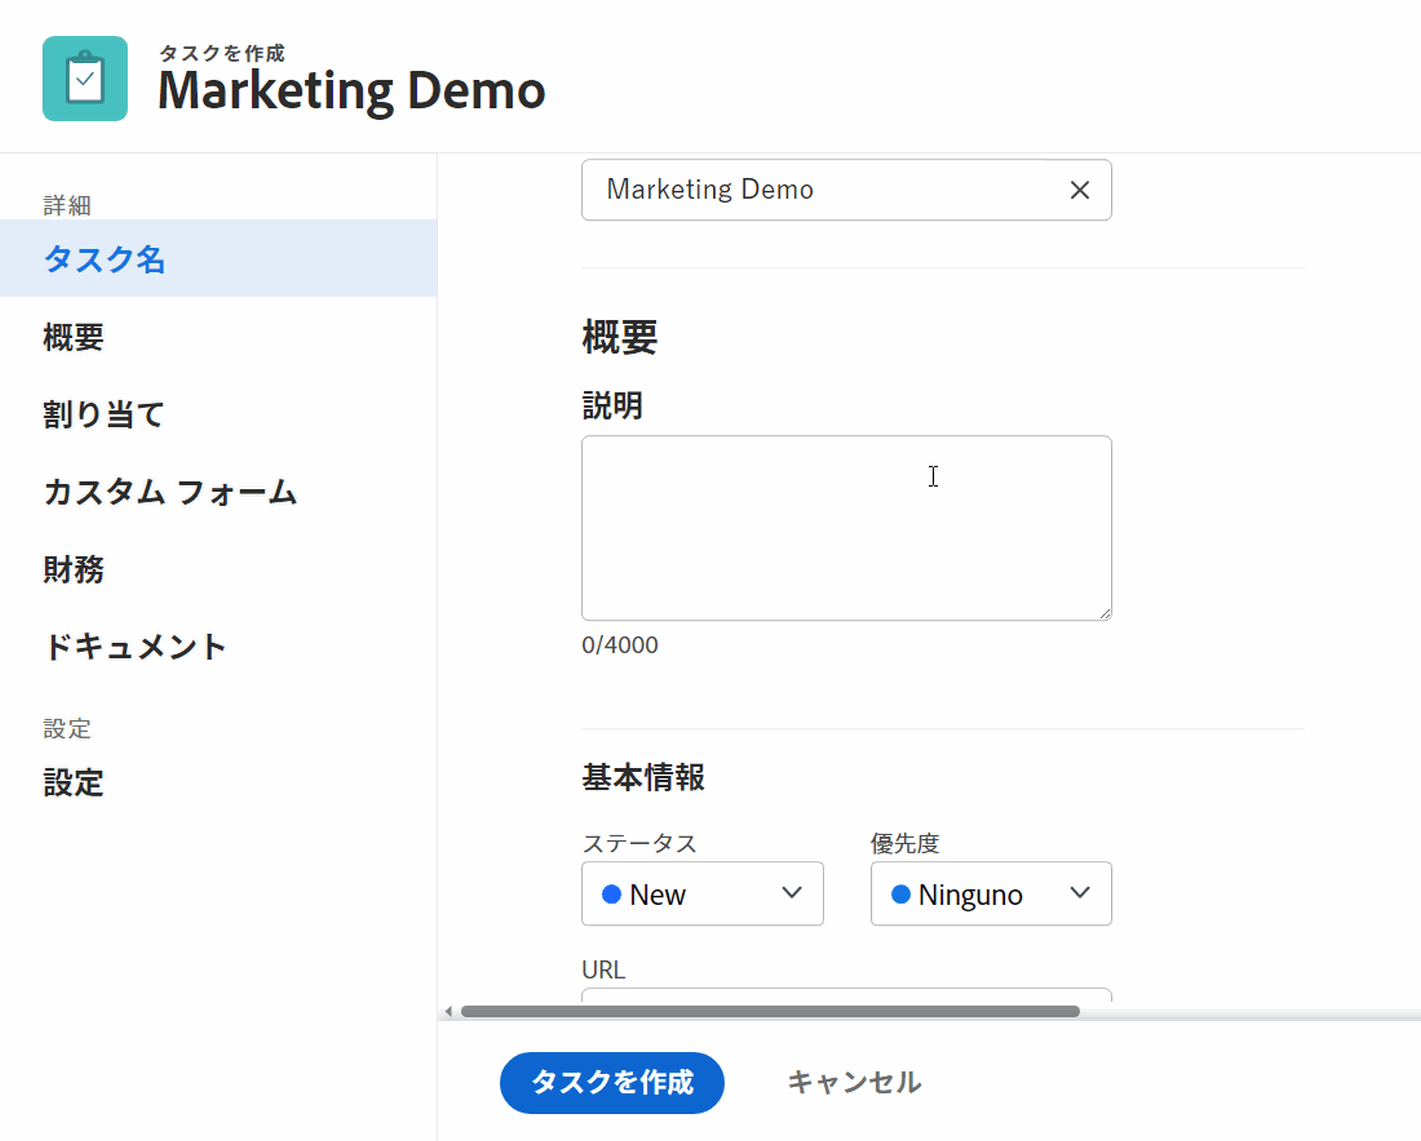 タスクを作成
Marketing Demo
詳細
タスク名
概要
割り当て
カスタム フォーム
財務
ドキュメント
設定
設定
Marketing Demo
概要
説明
0/4000
基本情報
ステータス 優先度
New Ninguno
URL
タスクを作成 キャンセル